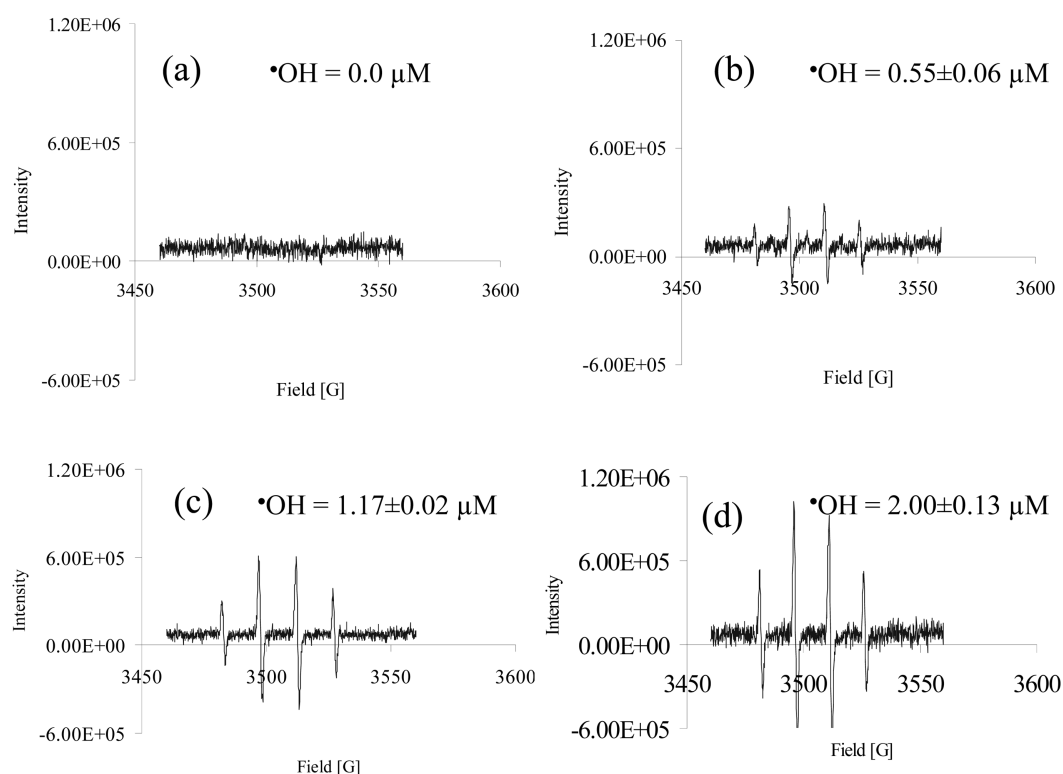 1.20E+06
(a)
•OH = 0.0 µM
6.00E+05
Intensity
0.00E+00
3450
3500
3550
3600
-6.00E+05
Field [G]
1.20E+06
(b)
•OH = 0.55±0.06 µM
6.00E+05
Intensity
0.00E+00
3450
3500
3550
3600
-6.00E+05
Field [G]
1.20E+06
(c)
•OH = 1.17±0.02 µM
6.00E+05
Intensity
0.00E+00
3450
3500
3550
3600
-6.00E+05
Field [G]
1.20E+06
(d)
•OH = 2.00±0.13 µM
6.00E+05
Intensity
0.00E+00
3450
3500
3550
3600
-6.00E+05
Field [G]